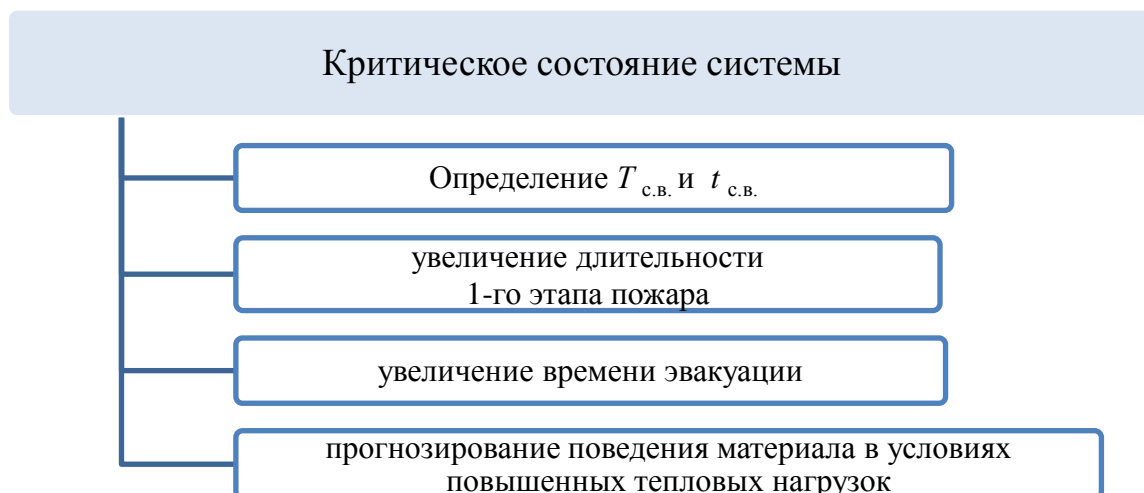 Критическое состояние системы
Определение T с.в. и t с.в.
увеличение длительности
1-го этапа пожара
увеличение времени эвакуации
прогнозирование поведения материала в условиях
повышенных тепловых нагрузок